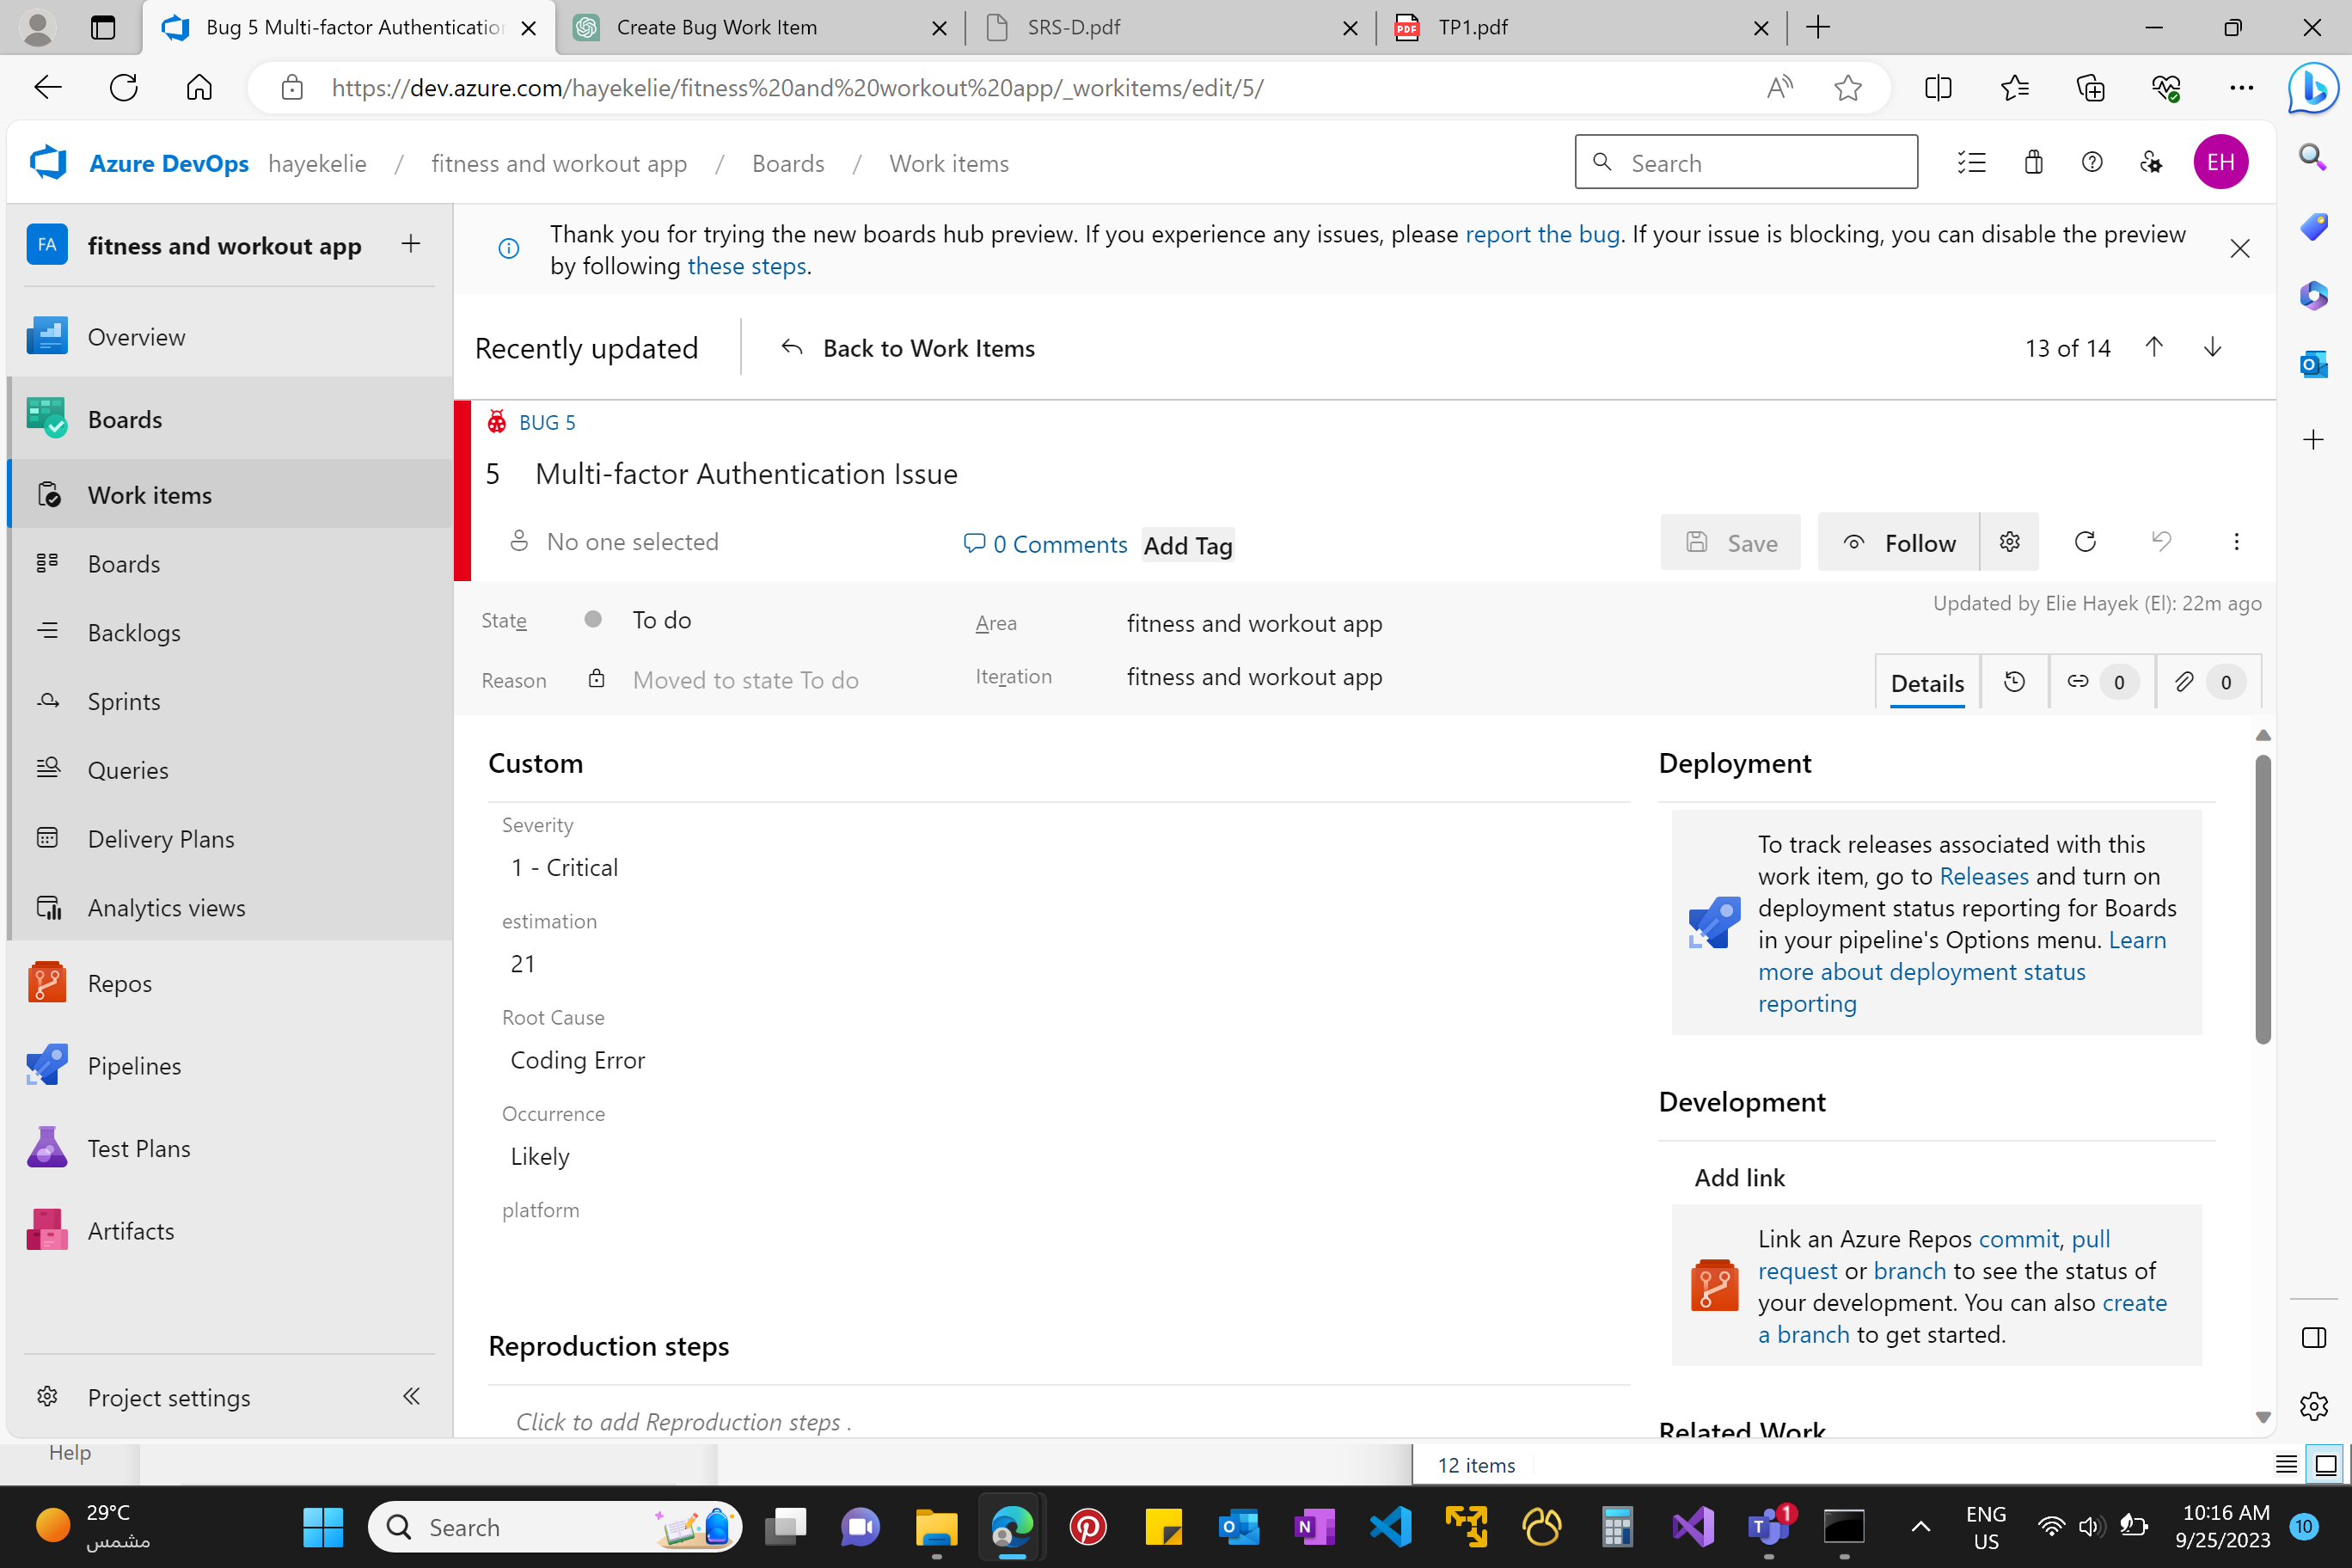 Bug 5 Multi-factor Authentication
Create Bug Work Item
SRS-D.pdf
TP1.pdf
https://dev.azure.com/hayekelie/fitness%20and%20workout%20app/_workitems/edit/5/
Azure DevOps hayekelie / fitness and workout app / Boards / Work items
Search
EH
FA fitness and workout app
Overview
Boards
Work items
Boards
Backlogs
Sprints
Queries
Delivery Plans
Analytics views
Repos
Pipelines
Test Plans
Artifacts
Project settings
Thank you for trying the new boards hub preview. If you experience any issues, please report the bug. If your issue is blocking, you can disable the preview
by following these steps.
Recently updated
Back to Work Items
13 of 14
BUG 5
5 Multi-factor Authentication Issue
No one selected
0 Comments
Add Tag
Save
Follow
State
To do
Area
fitness and workout app
Updated by Elie Hayek (El): 22m ago
Reason
Moved to state To do
Iteration
fitness and workout app
Details
0
0
Custom
Severity
1 - Critical
estimation
21
Root Cause
Coding Error
Occurrence
Likely
platform
Reproduction steps
Click to add Reproduction steps .
Deployment
To track releases associated with this
work item, go to Releases and turn on
deployment status reporting for Boards
in your pipeline's Options menu. Learn
more about deployment status
reporting
Development
Add link
Link an Azure Repos commit, pull
request or branch to see the status of
your development. You can also create
a branch to get started.
Related Work
Help
12 items
29°C
مشمس
Search
PDF
1
ENG
US
10:16 AM
9/25/2023
10